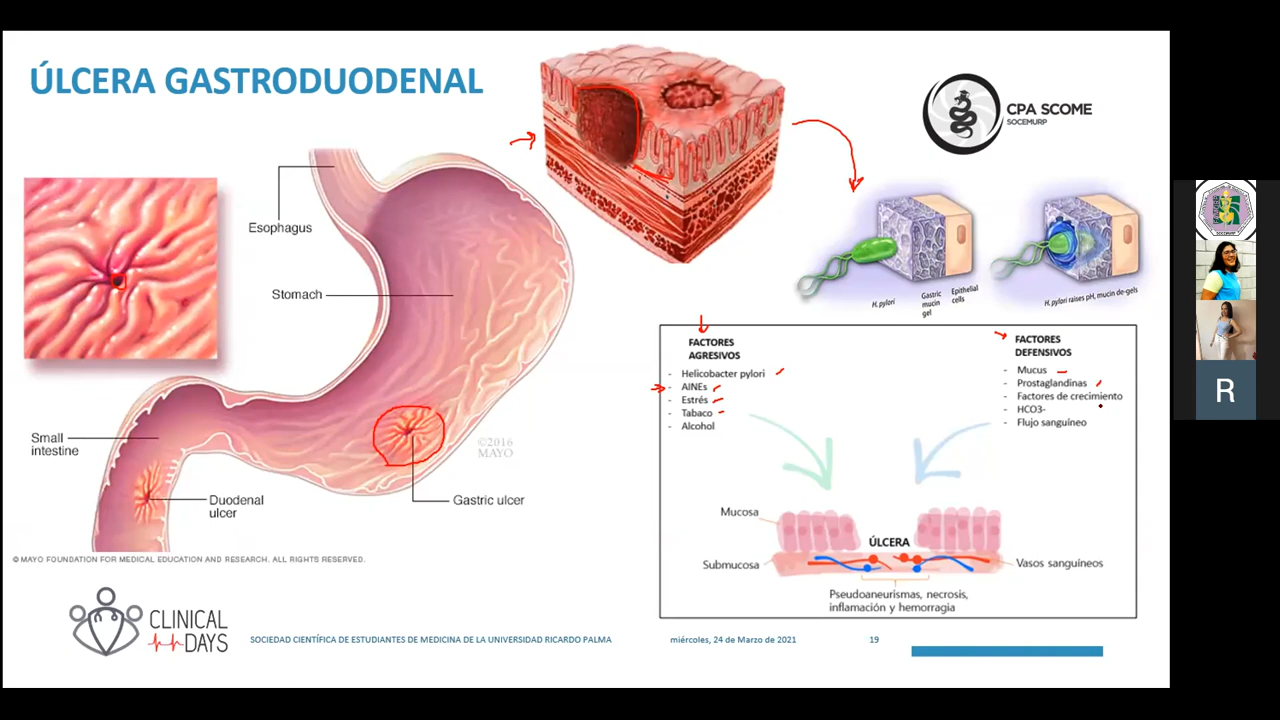 ÚLCERA GASTRODUODENAL
CPA SCOME
SOCEMURP
Esophagus
Stomach
Small
intestine
Duodenal
ulcer
Gastric ulcer
©2016
MAYO
© MAYO FOUNDATION FOR MEDICAL EDUCATION AND RESEARCH. ALL RIGHTS RESERVED.
H. pylori
Gastric
mucin
gel
Epithelial
cells
H. pylori raises pH, mucin de-gels
FACTORES
AGRESIVOS
- Helicobacter pylori
- AINEs
- Estrés
- Tabaco
- Alcohol
FACTORES
DEFENSIVOS
- Mucus
- Prostaglandinas
- Factores de crecimiento
- HCO3-
- Flujo sanguíneo
Mucosa
ÚLCERA
Submucosa
Vasos sanguíneos
Pseudoaneurismas, necrosis,
inflamación y hemorragia
CLINICAL
DAYS
SOCIEDAD CIENTÍFICA DE ESTUDIANTES DE MEDICINA DE LA UNIVERSIDAD RICARDO PALMA
miércoles, 24 de Marzo de 2021
19
SOCEMURP
R